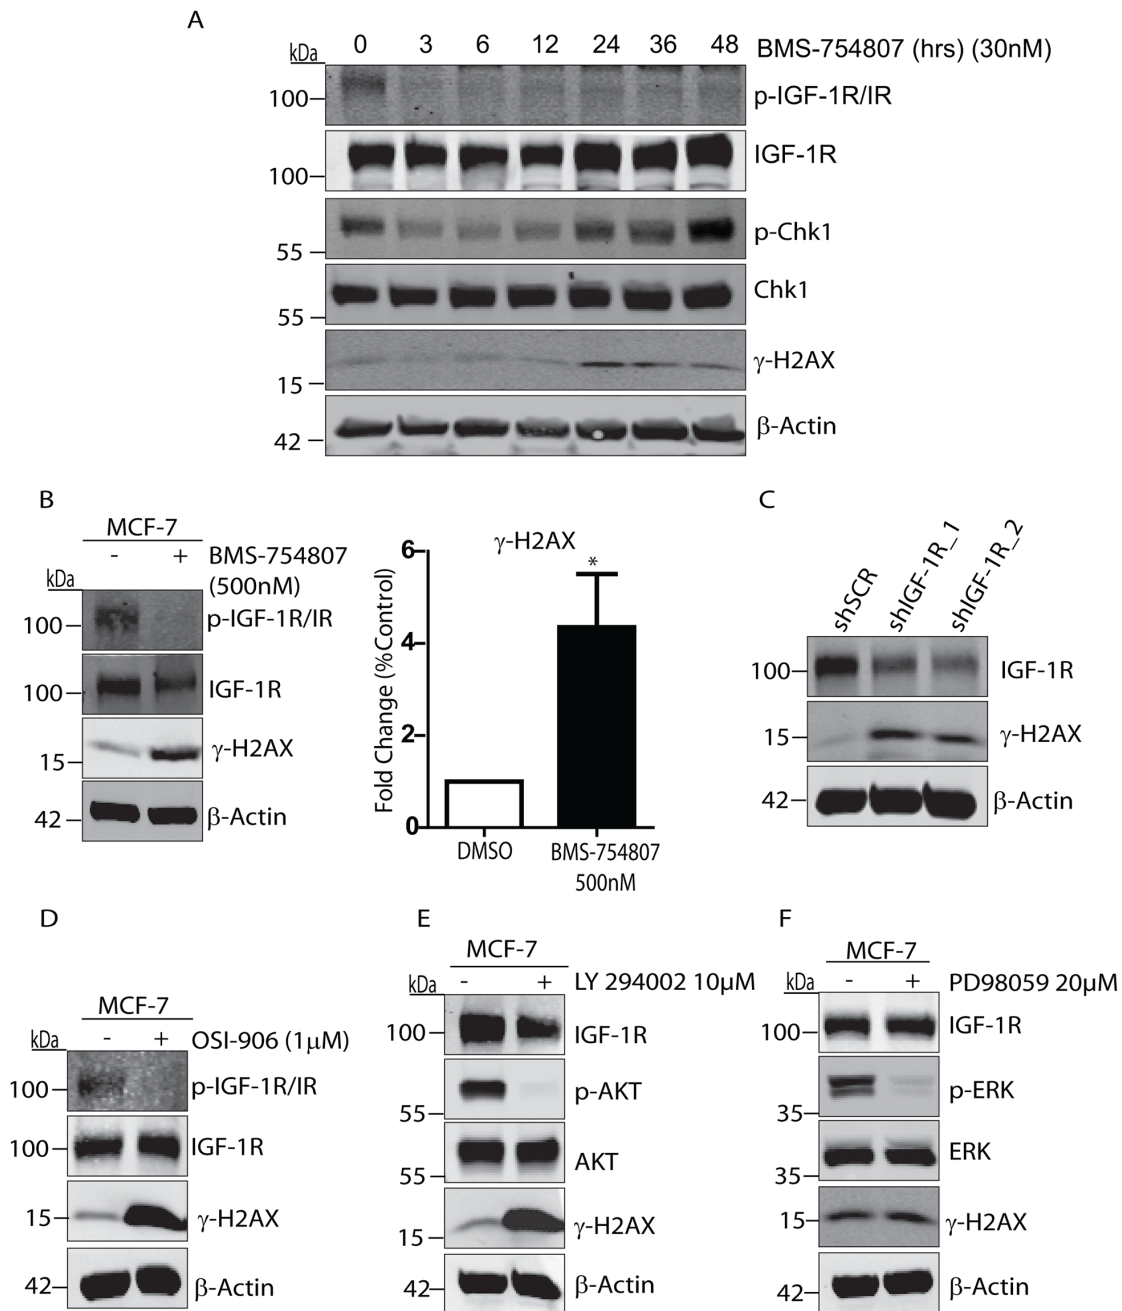 A
kDa 0 3 6 12 24 36 48 BMS-754807 (hrs) (30nM)
100 p-IGF-1R/IR
IGF-1R
100
p-Chk1
55
Chk1
55
γ-H2AX
15
β-Actin
42
B
MCF-7
- + BMS-754807
(500nM)
kDa
100 p-IGF-1R/IR
100 IGF-1R
15 γ-H2AX
42 β-Actin
γ-H2AX
*
6
4
2
0
Fold Change (%Control)
DMSO BMS-754807
500nM
C
shSCR shIGF-1R_1 shIGF-1R_2
100 IGF-1R
15 γ-H2AX
42 β-Actin
D
MCF-7
kDa - + OSI-906 (1μM)
100 p-IGF-1R/IR
100 IGF-1R
15 γ-H2AX
42 β-Actin
E
MCF-7
kDa - + LY 294002 10μM
100 IGF-1R
p-AKT
55
AKT
55
γ-H2AX
15
42 β-Actin
F
MCF-7
kDa - + PD98059 20μM
100 IGF-1R
p-ERK
35
ERK
35
15 γ-H2AX
42 β-Actin